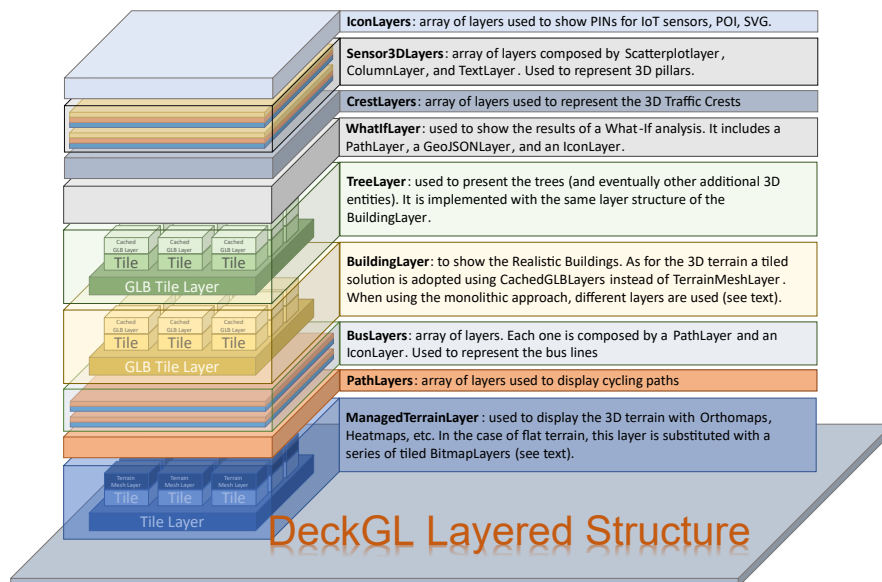 IconLayers: array of layers used to show PINs for IoT sensors, POI, SVG.
Sensor3DLayers: array of layers composed by Scatterplotlayer,
ColumnLayer, and TextLayer. Used to represent 3D pillars.
CrestLayers: array of layers used to represent the 3D Traffic Crests
WhatIfLayer: used to show the results of a What-If analysis. It includes a
PathLayer, a GeoJSONLayer, and an IconLayer.
TreeLayer: used to present the trees (and eventually other additional 3D
entities). It is implemented with the same layer structure of the
BuildingLayer.
Cached GLB Layer Cached GLB Layer Cached GLB Layer
Tile Tile Tile
GLB Tile Layer
BuildingLayer: to show the Realistic Buildings. As for the 3D terrain a tiled
solution is adopted using CachedGLBLayers instead of TerrainMeshLayer.
When using the monolithic approach, different layers are used (see text).
Cached GLB Layer Cached GLB Layer Cached GLB Layer
Tile Tile Tile
GLB Tile Layer
BusLayers: array of layers. Each one is composed by a PathLayer and an
IconLayer. Used to represent the bus lines
PathLayers: array of layers used to display cycling paths
ManagedTerrainLayer: used to display the 3D terrain with Orthomaps,
Heatmaps, etc. In the case of flat terrain, this layer is substituted with a
series of tiled BitmapLayers (see text).
Terrain Mesh Layer Terrain Mesh Layer Terrain Mesh Layer
Tile Tile Tile
Tile Layer
DeckGL Layered Structure